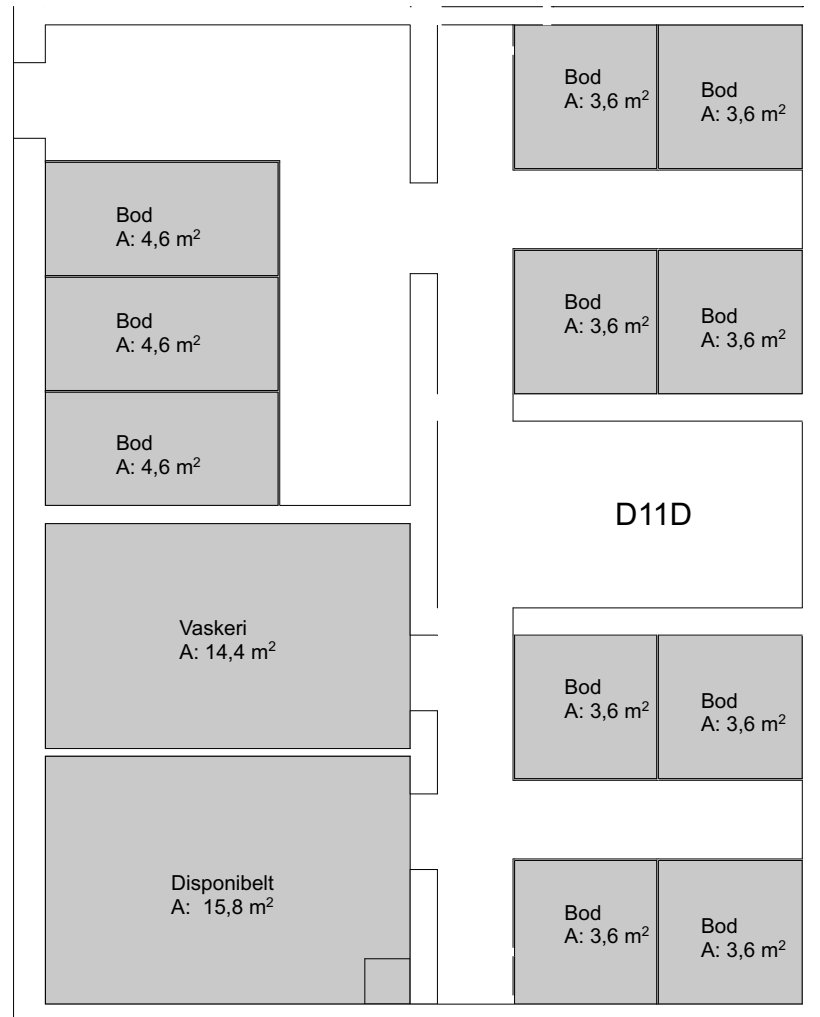 Bod
A: 3,6 m²
Bod
A: 3,6 m²
Bod
A: 4,6 m²
Bod
A: 3,6 m²
Bod
A: 3,6 m²
Bod
A: 4,6 m²
Bod
A: 4,6 m²
D11D
Vaskeri
A: 14,4 m²
Bod
A: 3,6 m²
Bod
A: 3,6 m²
Disponibelt
A: 15,8 m²
Bod
A: 3,6 m²
Bod
A: 3,6 m²